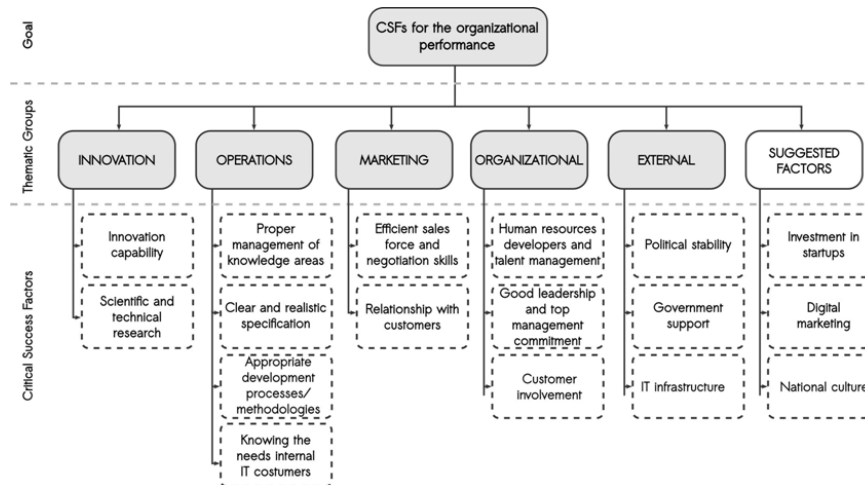 Goal
CSFs for the organizational
performance
Thematic Groups
INNOVATION
OPERATIONS
MARKETING
ORGANIZATIONAL
EXTERNAL
SUGGESTED
FACTORS
Critical Success Factors
Innovation
capability
Scientific and
technical
research
Proper
management of
knowledge areas
Clear and realistic
specification
Appropriate
development
processes/
methodologies
Knowing the
needs internal
IT costumers
Efficient sales
force and
negotiation skills
Relationship with
customers
Human resources
developers and
talent management
Good leadership
and top
management
commitment
Customer
involvement
Political stability
Government
support
IT infrastructure
Investment in
startups
Digital
marketing
National culture